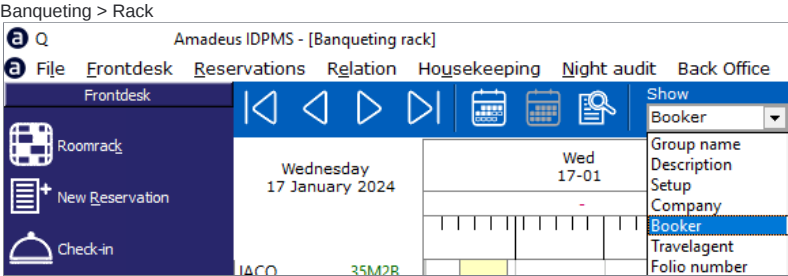 Banqueting > Rack
a Q Amadeus IDPMS - [Banqueting rack]
a File Frontdesk Reservations Relation Housekeeping Night audit Back Office
Frontdesk
Show
Booker
Roomrack
New Reservation
Check-in
Wednesday
17 January 2024
Wed
17-01
-
Group name
Description
Setup
Company
Booker
Travelagent
Folio number
JACO 35M2B